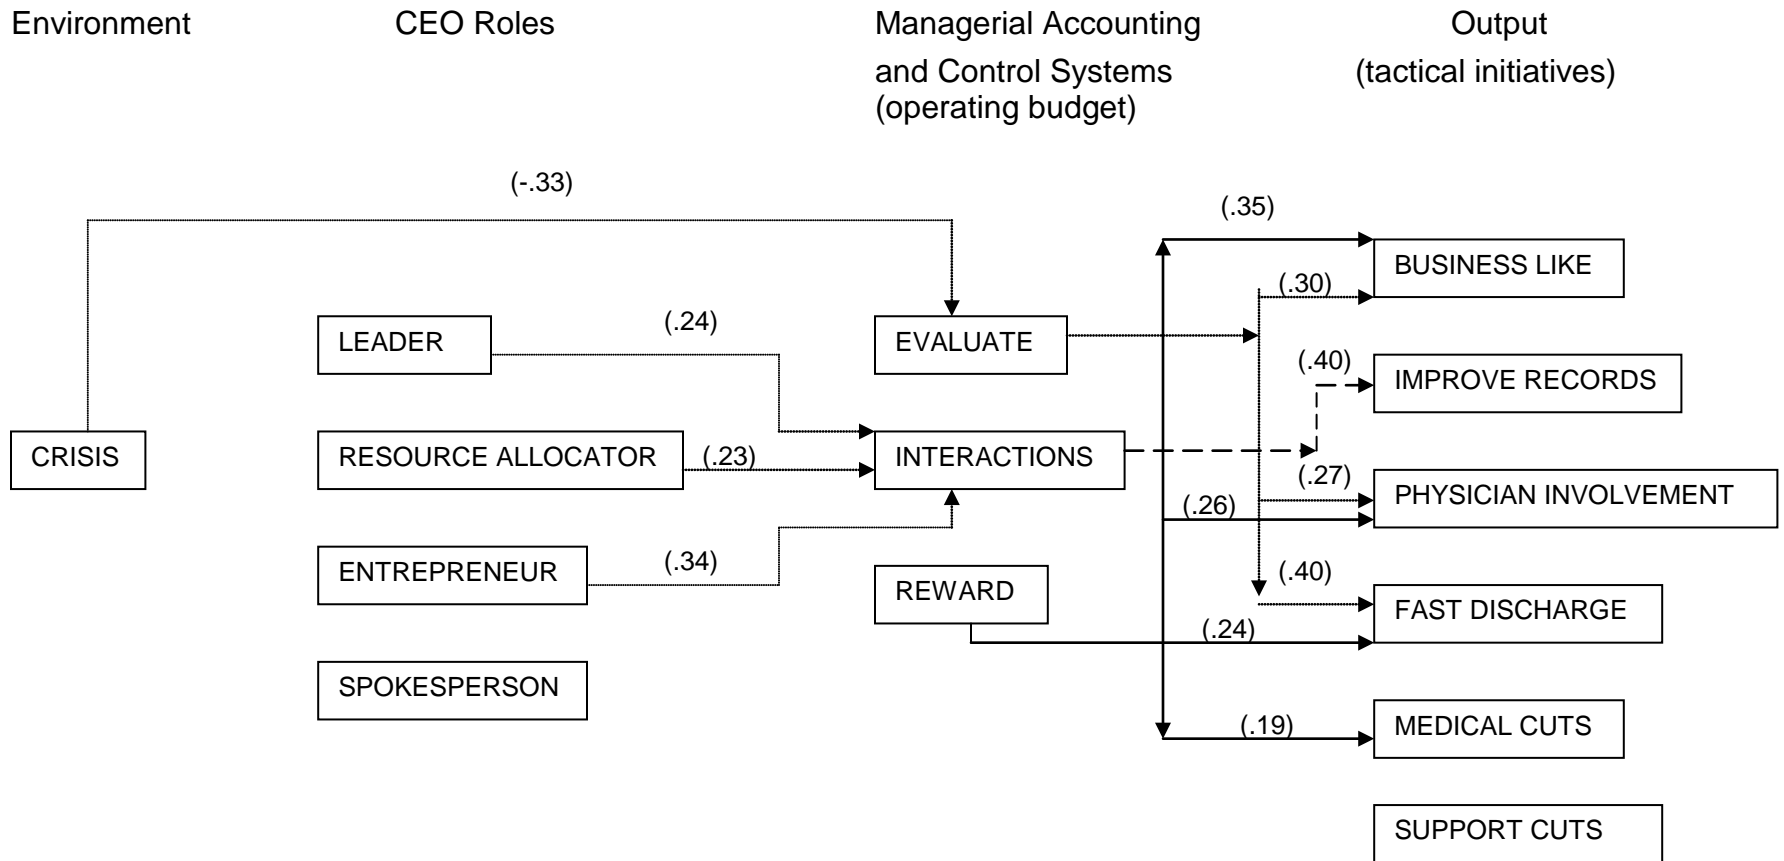 Environment
CEO Roles
Managerial Accounting
and Control Systems
(operating budget)
Output
(tactical initiatives)
(-.33)
(.35)
BUSINESS LIKE
(.30)
LEADER
(.24)
EVALUATE
(.40)
IMPROVE RECORDS
CRISIS
RESOURCE ALLOCATOR
(.23)
INTERACTIONS
(.27)
PHYSICIAN INVOLVEMENT
(.26)
ENTREPRENEUR
(.34)
REWARD
(.40)
FAST DISCHARGE
(.24)
SPOKESPERSON
(.19)
MEDICAL CUTS
SUPPORT CUTS